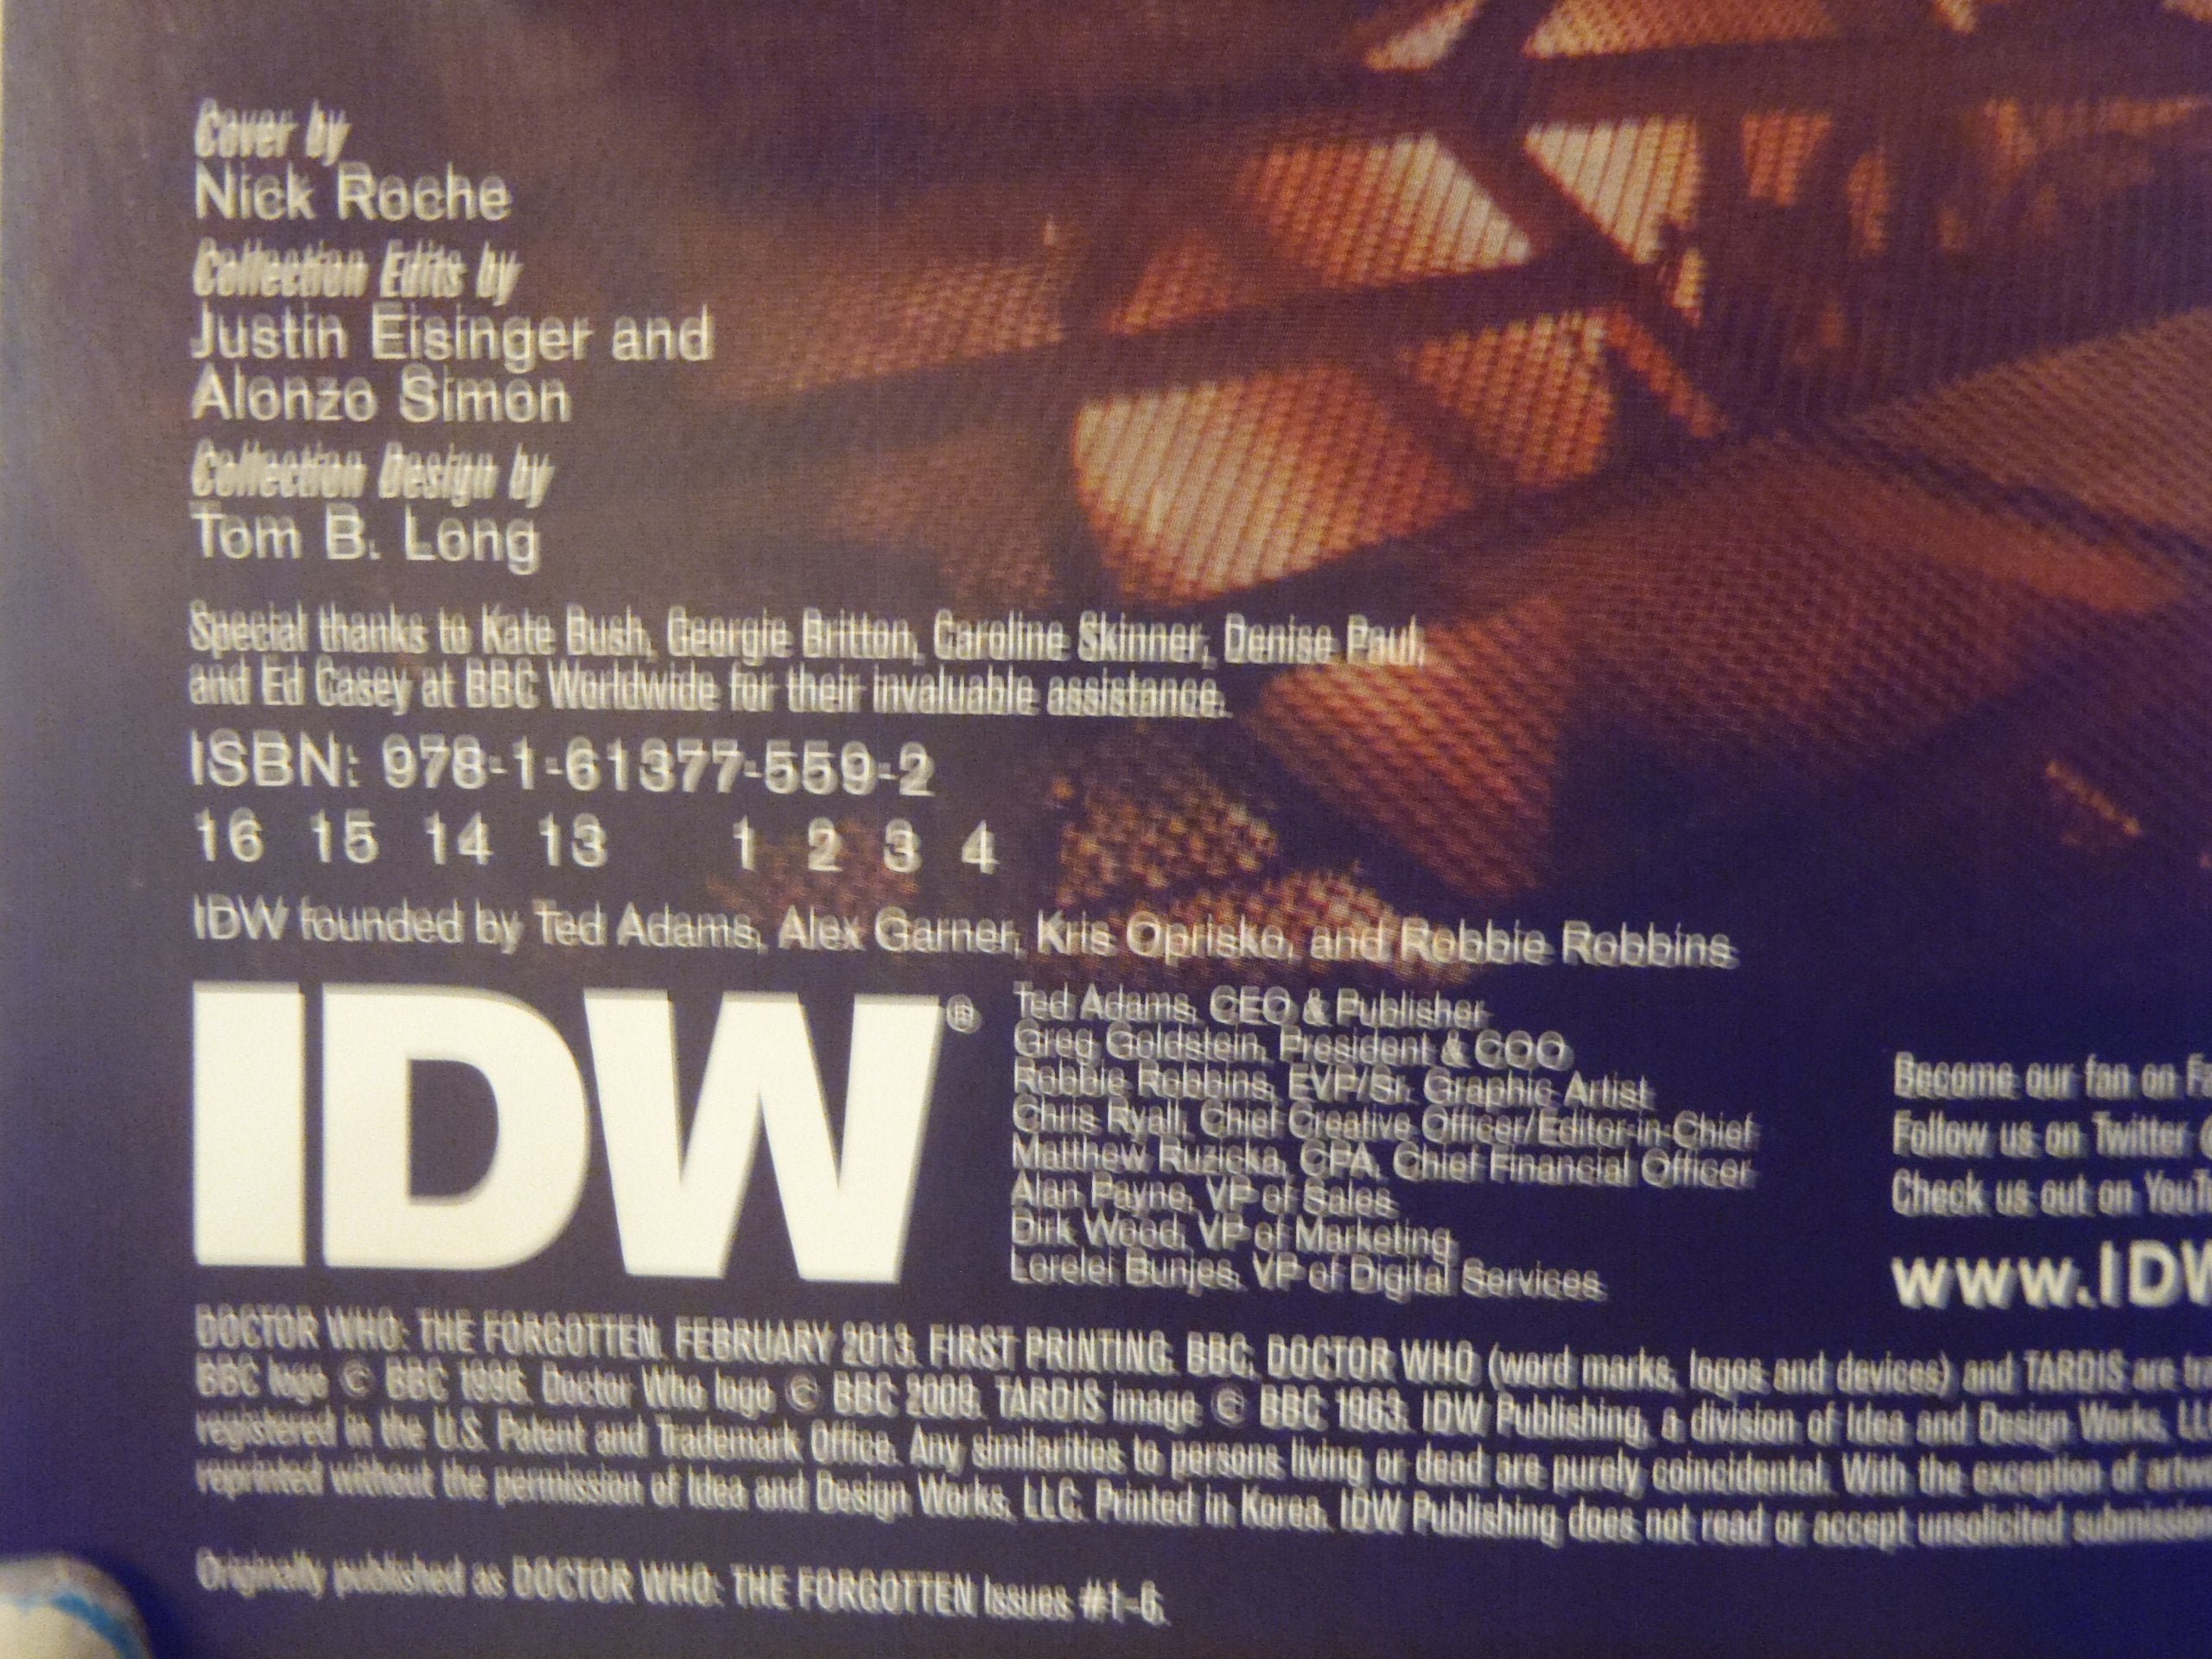 Cover by
Nick Roche
Collection Edits by
Justin Eisinger and
Alonzo Simon
Collection Design by
Tom B. Long
Special thanks to Kate Bush, Georgie Britton, Caroline Skinner, Denise Paul,
and Ed Casey at BBC Worldwide for their invaluable assistance.
ISBN: 978-1-61377-559-2
16 15 14 13 1 2 3 4
IDW founded by Ted Adams, Alex Garner, Kris Oprisko, and Robbie Robbins
IDW®
Ted Adams, CEO & Publisher
Greg Goldstein, President & COO
Robbie Robbins, EVP/Sr. Graphic Artist
Chris Ryall, Chief Creative Officer/Editor-in-Chief
Matthew Ruzicka, CPA, Chief Financial Officer
Alan Payne, VP of Sales
Dirk Wood, VP of Marketing
Lorelei Bunjes, VP of Digital Services
Become our fan on Fa
Follow us on Twitter @
Check us out on YouT
www.IDW
DOCTOR WHO: THE FORGOTTEN. FEBRUARY 2013. FIRST PRINTING. BBC, DOCTOR WHO (word marks, logos and devices) and TARDIS are tra
BBC logo © BBC 1996. Doctor Who logo © BBC 2009. TARDIS image © BBC 1963. IDW Publishing, a division of Idea and Design Works, LL
registered in the U.S. Patent and Trademark Office. Any similarities to persons living or dead are purely coincidental. With the exception of artw
reprinted without the permission of Idea and Design Works, LLC. Printed in Korea. IDW Publishing does not read or accept unsolicited submission
Originally published as DOCTOR WHO: THE FORGOTTEN Issues #1–6.